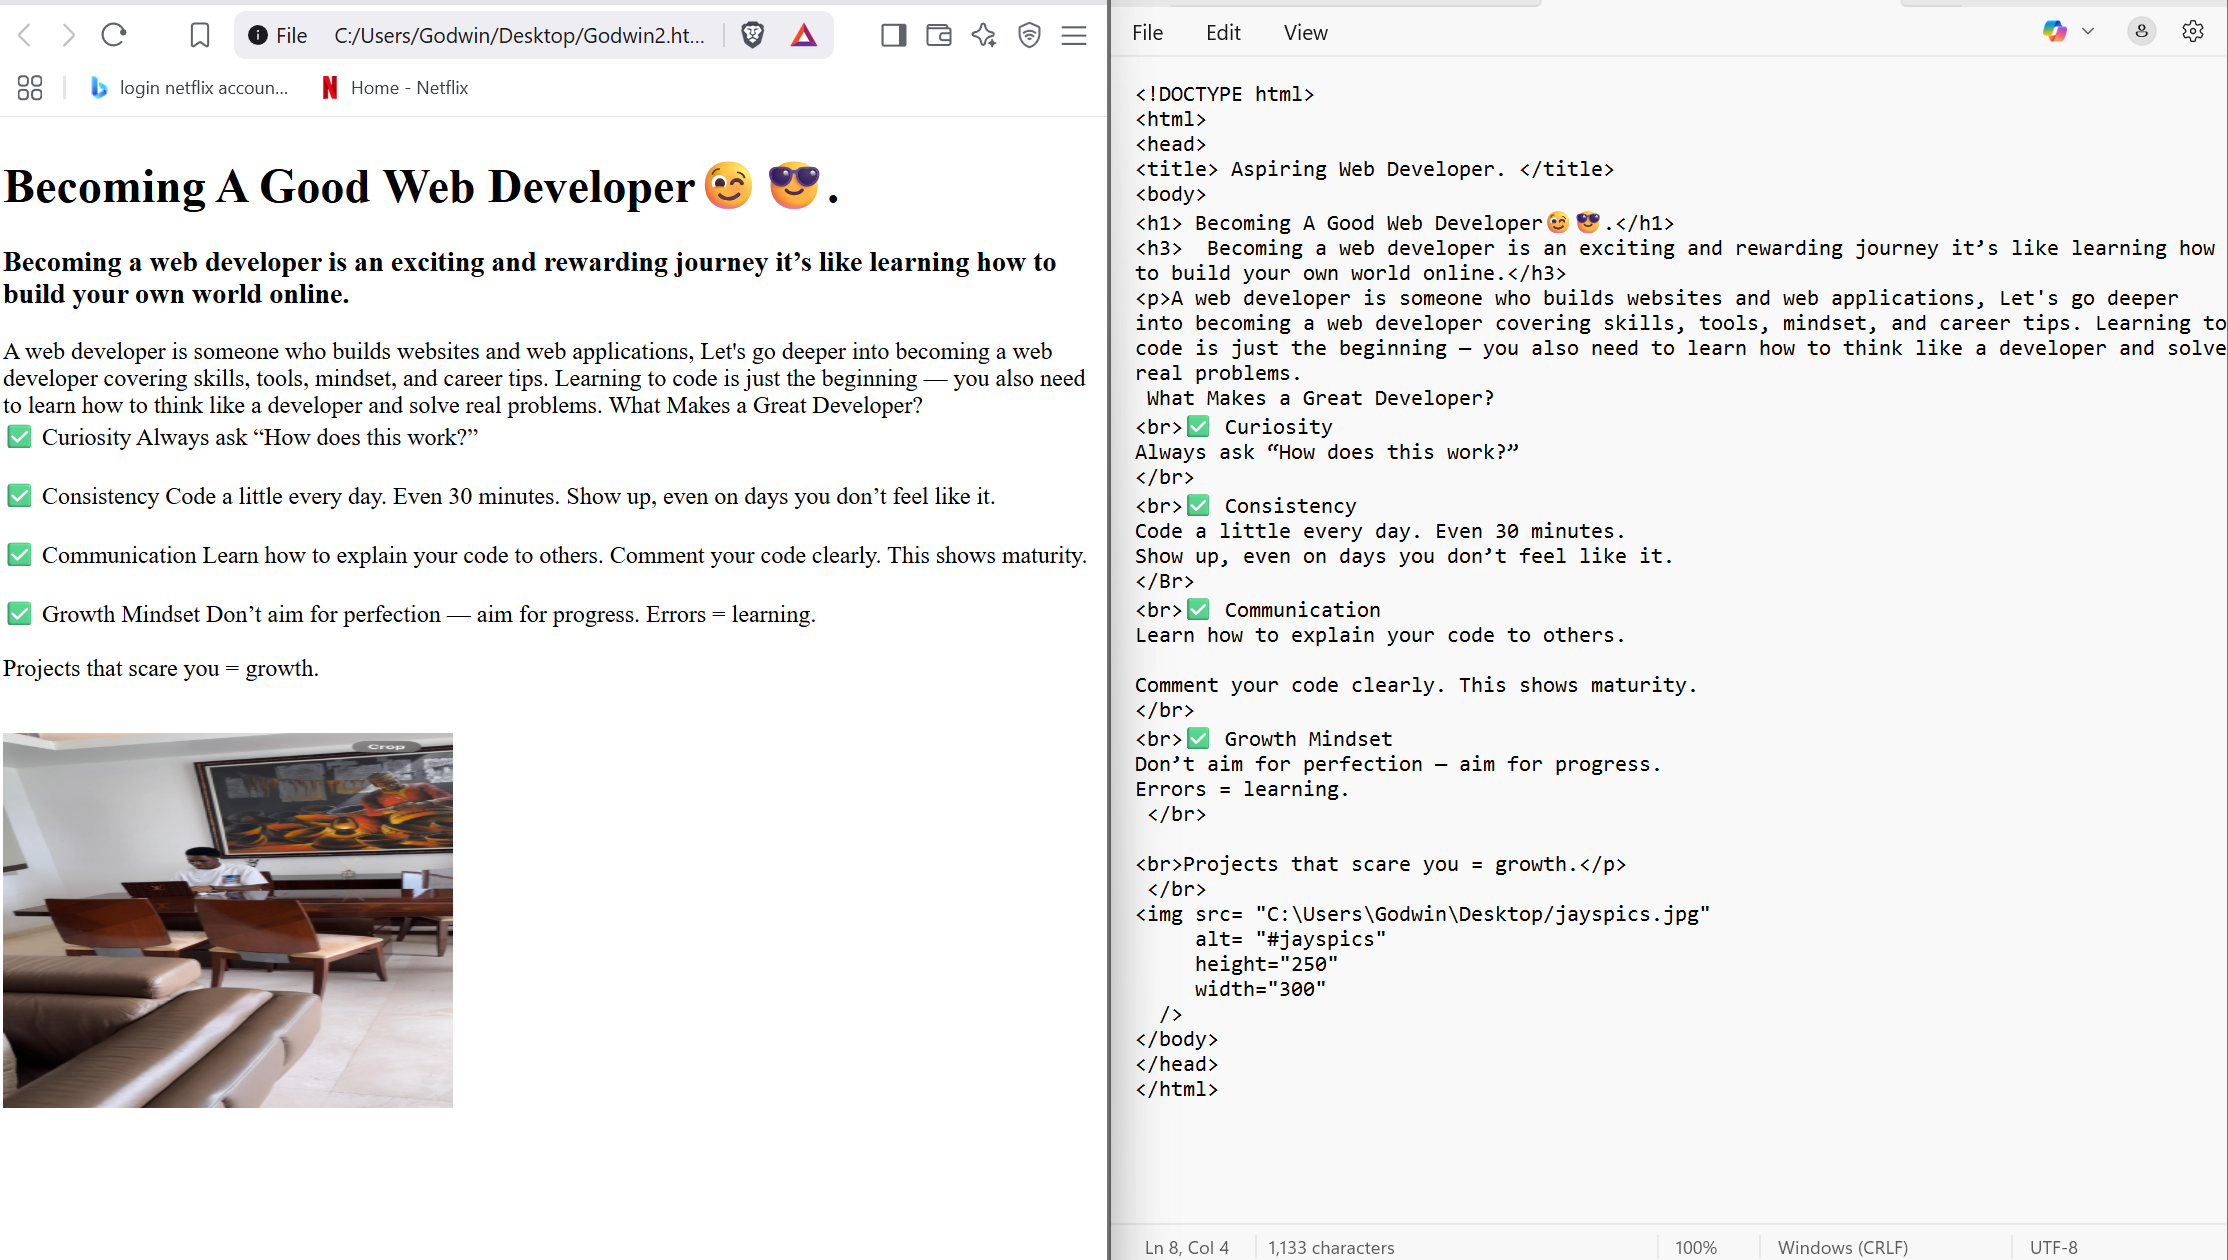 File C:/Users/Godwin/Desktop/Godwin2.ht...
login netflix accoun... Home - Netflix
Becoming A Good Web Developer😉 😎.
Becoming a web developer is an exciting and rewarding journey it’s like learning how to
build your own world online.
A web developer is someone who builds websites and web applications, Let's go deeper into becoming a web
developer covering skills, tools, mindset, and career tips. Learning to code is just the beginning — you also need
to learn how to think like a developer and solve real problems. What Makes a Great Developer?
✅ Curiosity Always ask “How does this work?”
✅ Consistency Code a little every day. Even 30 minutes. Show up, even on days you don’t feel like it.
✅ Communication Learn how to explain your code to others. Comment your code clearly. This shows maturity.
✅ Growth Mindset Don’t aim for perfection — aim for progress. Errors = learning.
Projects that scare you = growth.
Crop
File Edit View
<!DOCTYPE html>
<html>
<head>
<title> Aspiring Web Developer. </title>
<body>
<h1> Becoming A Good Web Developer😉 😎.</h1>
<h3>  Becoming a web developer is an exciting and rewarding journey it’s like learning how
to build your own world online.</h3>
<p>A web developer is someone who builds websites and web applications, Let's go deeper
into becoming a web developer covering skills, tools, mindset, and career tips. Learning to
code is just the beginning — you also need to learn how to think like a developer and solve
real problems.
What Makes a Great Developer?
<br>✅ Curiosity
Always ask “How does this work?”
</br>
<br>✅ Consistency
Code a little every day. Even 30 minutes.
Show up, even on days you don’t feel like it.
</Br>
<br>✅ Communication
Learn how to explain your code to others.
Comment your code clearly. This shows maturity.
</br>
<br>✅ Growth Mindset
Don’t aim for perfection — aim for progress.
Errors = learning.
</br>
<br>Projects that scare you = growth.</p>
</br>
<img src= "C:\Users\Godwin\Desktop/jayspics.jpg"
alt= "#jayspics"
height="250"
width="300"
/>
</body>
</head>
</html>
Ln 8, Col 4 1,133 characters 100% Windows (CRLF) UTF-8